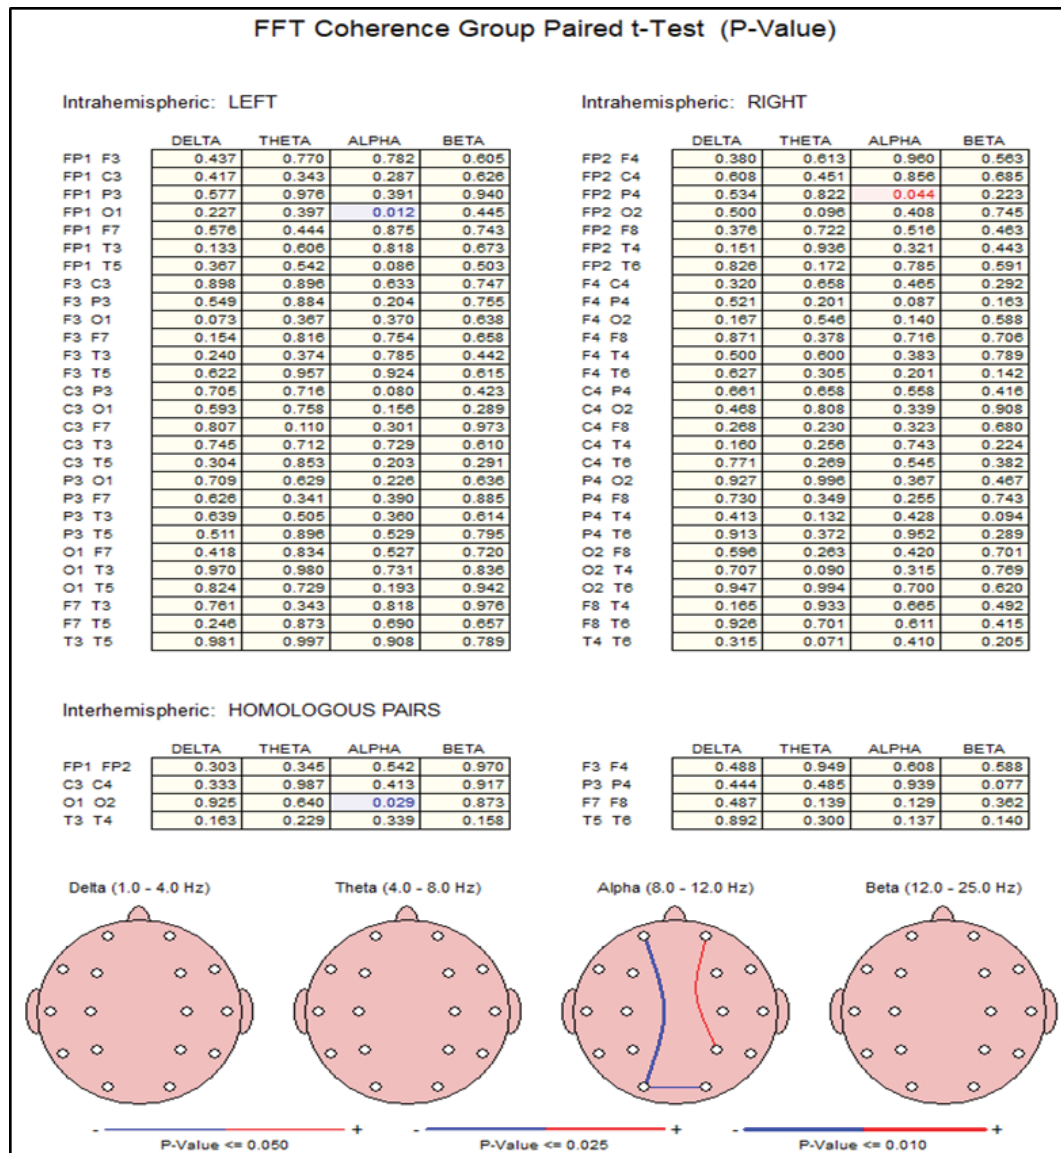 FFT Coherence Group Paired t-Test (P-Value)
Intrahemispheric: LEFT
DELTA THETA ALPHA BETA
FP1 F3 0.437 0.770 0.782 0.605
FP1 C3 0.417 0.343 0.287 0.626
FP1 P3 0.577 0.976 0.391 0.940
FP1 O1 0.227 0.397 0.012 0.445
FP1 F7 0.576 0.444 0.875 0.743
FP1 T3 0.133 0.606 0.818 0.673
FP1 T5 0.367 0.542 0.086 0.503
F3 C3 0.898 0.896 0.633 0.747
F3 P3 0.549 0.884 0.204 0.755
F3 O1 0.073 0.367 0.370 0.638
F3 F7 0.154 0.816 0.754 0.658
F3 T3 0.240 0.374 0.785 0.442
F3 T5 0.622 0.957 0.924 0.615
C3 P3 0.705 0.716 0.080 0.423
C3 O1 0.593 0.758 0.156 0.289
C3 F7 0.807 0.110 0.301 0.973
C3 T3 0.745 0.712 0.729 0.610
C3 T5 0.304 0.853 0.203 0.291
P3 O1 0.709 0.629 0.226 0.636
P3 F7 0.626 0.341 0.390 0.885
P3 T3 0.639 0.505 0.360 0.614
P3 T5 0.511 0.896 0.529 0.795
O1 F7 0.418 0.834 0.527 0.720
O1 T3 0.970 0.980 0.731 0.836
O1 T5 0.824 0.729 0.193 0.942
F7 T3 0.761 0.343 0.818 0.976
F7 T5 0.246 0.873 0.690 0.657
T3 T5 0.981 0.997 0.908 0.789
Intrahemispheric: RIGHT
DELTA THETA ALPHA BETA
FP2 F4 0.380 0.613 0.960 0.563
FP2 C4 0.608 0.451 0.856 0.685
FP2 P4 0.534 0.822 0.044 0.223
FP2 O2 0.500 0.096 0.408 0.745
FP2 F8 0.376 0.722 0.516 0.463
FP2 T4 0.151 0.936 0.321 0.443
FP2 T6 0.826 0.172 0.785 0.591
F4 C4 0.320 0.658 0.465 0.292
F4 P4 0.521 0.201 0.087 0.163
F4 O2 0.167 0.546 0.140 0.588
F4 F8 0.871 0.378 0.716 0.706
F4 T4 0.500 0.600 0.383 0.789
F4 T6 0.627 0.305 0.201 0.142
C4 P4 0.661 0.658 0.558 0.416
C4 O2 0.468 0.808 0.339 0.908
C4 F8 0.268 0.230 0.323 0.680
C4 T4 0.160 0.256 0.743 0.224
C4 T6 0.771 0.269 0.545 0.382
P4 O2 0.927 0.996 0.367 0.467
P4 F8 0.730 0.349 0.255 0.743
P4 T4 0.413 0.132 0.428 0.094
P4 T6 0.913 0.372 0.952 0.289
O2 F8 0.596 0.263 0.420 0.701
O2 T4 0.707 0.090 0.315 0.769
O2 T6 0.947 0.994 0.700 0.620
F8 T4 0.165 0.933 0.665 0.492
F8 T6 0.926 0.701 0.611 0.415
T4 T6 0.315 0.071 0.410 0.205
Interhemispheric: HOMOLOGOUS PAIRS
DELTA THETA ALPHA BETA
FP1 FP2 0.303 0.345 0.542 0.970
C3 C4 0.333 0.987 0.413 0.917
O1 O2 0.925 0.640 0.029 0.873
T3 T4 0.163 0.229 0.339 0.158
DELTA THETA ALPHA BETA
F3 F4 0.488 0.949 0.608 0.588
P3 P4 0.444 0.485 0.939 0.077
F7 F8 0.487 0.139 0.129 0.362
T5 T6 0.892 0.300 0.137 0.140
Delta (1.0 - 4.0 Hz) Theta (4.0 - 8.0 Hz) Alpha (8.0 - 12.0 Hz) Beta (12.0 - 25.0 Hz)
- + - + - +
P-Value <= 0.050 P-Value <= 0.025 P-Value <= 0.010